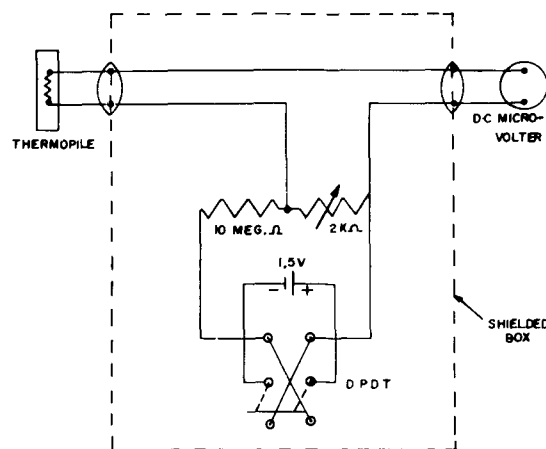 THERMOPILE
DC MICRO-
VOLTER
10 MEG. Ω
2 KΩ
1,5V
- +
SHIELDED
BOX
DPDT